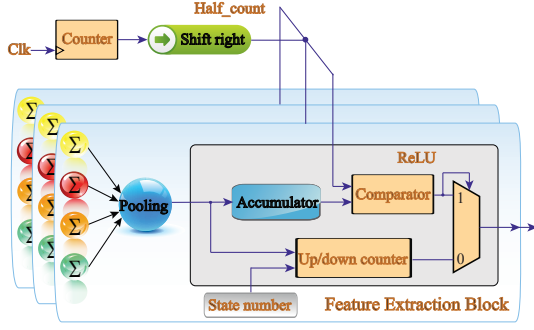 Half_count
Clk
Counter
Shift right
Σ Σ Σ
Σ Σ Σ
Σ Σ Σ
Σ Σ Σ
Pooling
ReLU
Accumulator
Comparator
1
Up/down counter
0
State number
Feature Extraction Block